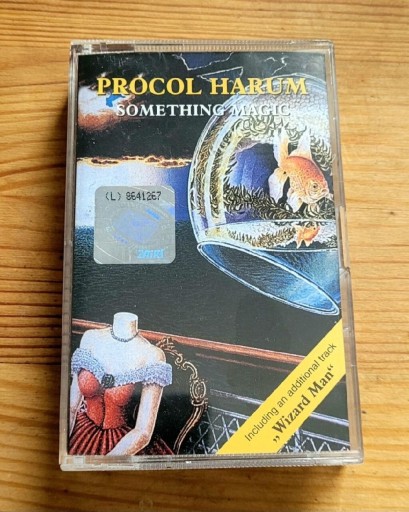 PROCOL HARUM
SOMETHING MAGIC
(L) 8641267
Including an additional track
„Wizard Man“